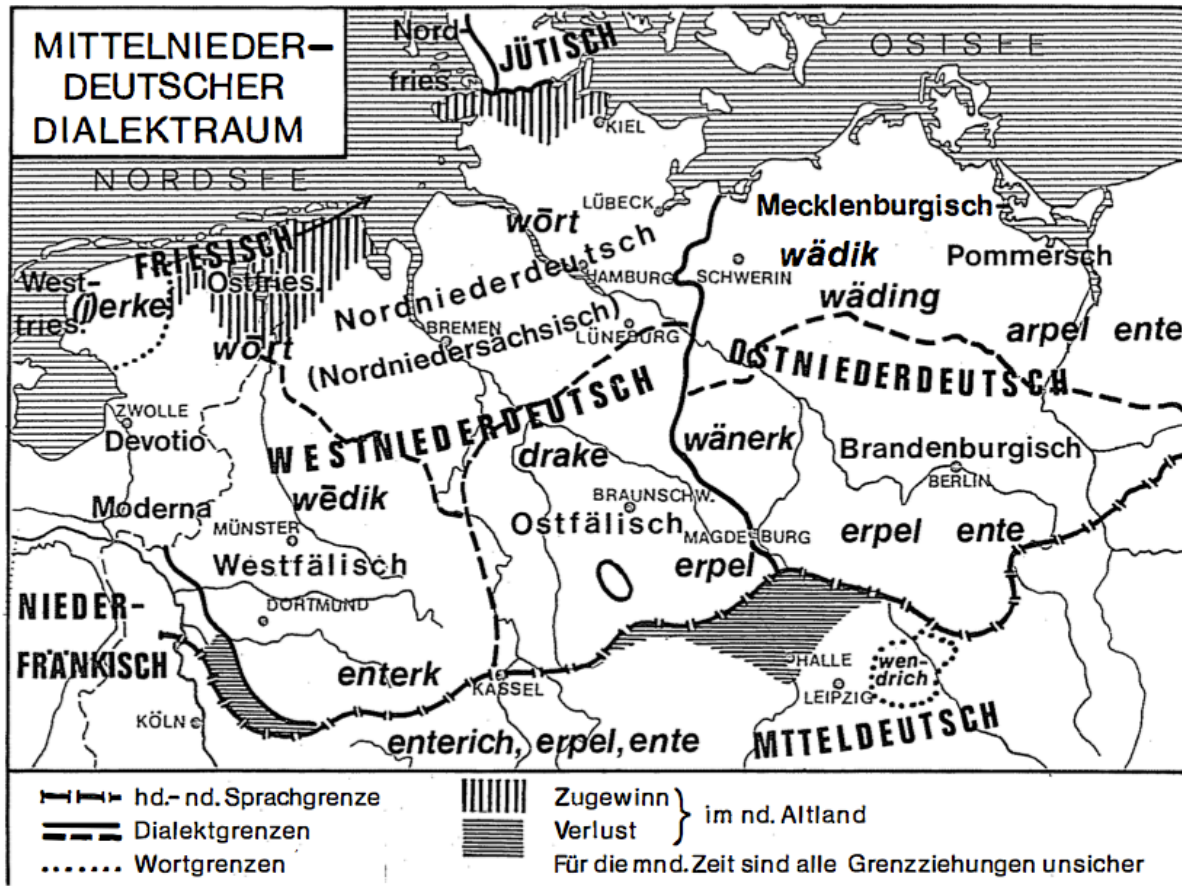 MITTELNIEDER-
DEUTSCHER
DIALEKTRAUM
Nord-
fries.
JÜTISCH
OSTSEE
KIEL
NORDSEE
LÜBECK
wōrt
Mecklenburgisch-
wädik
Pommersch
FRIESISCH
West-
fries.
(j)erke
Ostfries.
Nordniederdeutsch
HAMBURG
SCHWERIN
wäding
BREMEN
(Nordniedersächsisch)
LÜNEBURG
arpel ente
wōrt
OSTNIEDERDEUTSCH
ZWOLLE
Devotio
WESTNIEDERDEUTSCH
drake
wänerk
Brandenburgisch
BERLIN
wēdik
Moderna
BRAUNSCHW.
MÜNSTER
Ostfälisch
MAGDEBURG
erpel ente
Westfälisch
erpel
NIEDER-
FRÄNKISCH
DORTMUND
enterk
KASSEL
HALLE
wen-
drich
LEIPZIG
KÖLN
enterich, erpel, ente
MTTELDEUTSCH
hd.- nd. Sprachgrenze
Dialektgrenzen
Wortgrenzen
Zugewinn
Verlust
im nd. Altland
Für die mnd. Zeit sind alle Grenzziehungen unsicher